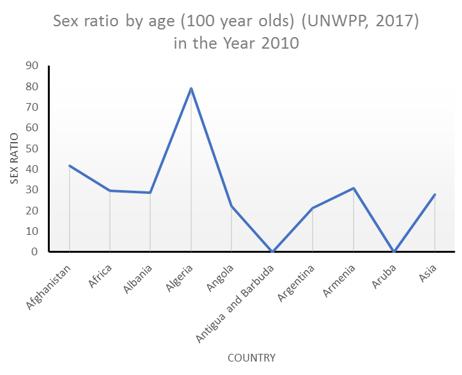 Sex ratio by age (100 year olds) (UNWPP, 2017)
in the Year 2010
90
80
70
60
50
40
30
20
10
0
SEX RATIO
Afghanistan
Africa
Albania
Algeria
Angola
Antigua and Barbuda
Argentina
Armenia
Aruba
Asia
COUNTRY